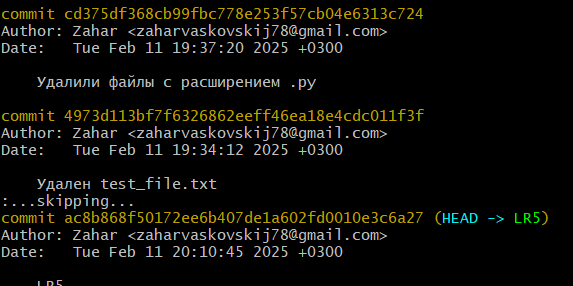 commit cd375df368cb99fbc778e253f57cb04e6313c724
Author: Zahar <zaharvaskovskij78@gmail.com>
Date:   Tue Feb 11 19:37:20 2025 +0300
Удалили файлы с расширением .py
commit 4973d113bf7f6326862eeff46ea18e4cdc011f3f
Author: Zahar <zaharvaskovskij78@gmail.com>
Date:   Tue Feb 11 19:34:12 2025 +0300
Удален test_file.txt
:...skipping...
commit ac8b868f50172ee6b407de1a602fd0010e3c6a27 (HEAD -> LR5)
Author: Zahar <zaharvaskovskij78@gmail.com>
Date:   Tue Feb 11 20:10:45 2025 +0300
LR5